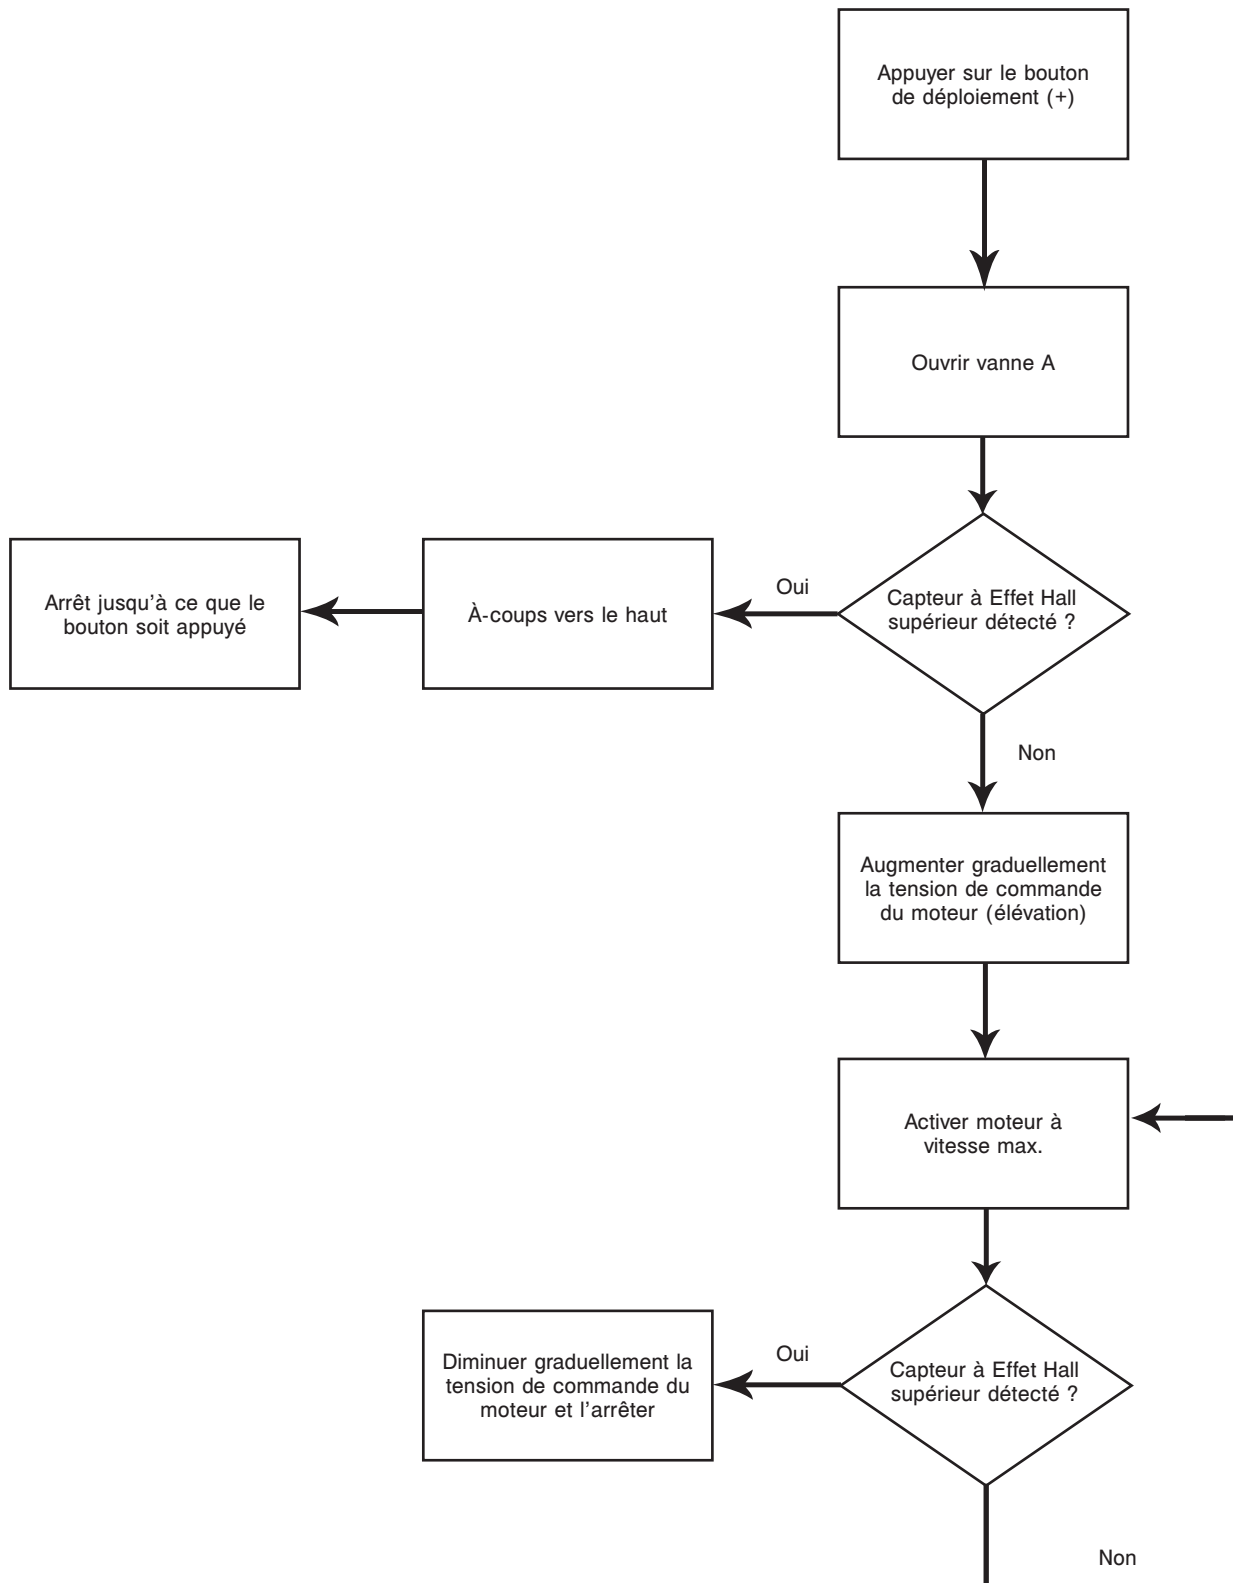 Appuyer sur le bouton
de déploiement (+)
Ouvrir vanne A
Capteur à Effet Hall
supérieur détecté ?
Oui
À-coups vers le haut
Arrêt jusqu'à ce que le
bouton soit appuyé
Non
Augmenter graduellement
la tension de commande
du moteur (élévation)
Activer moteur à
vitesse max.
Capteur à Effet Hall
supérieur détecté ?
Oui
Diminuer graduellement la
tension de commande du
moteur et l'arrêter
Non